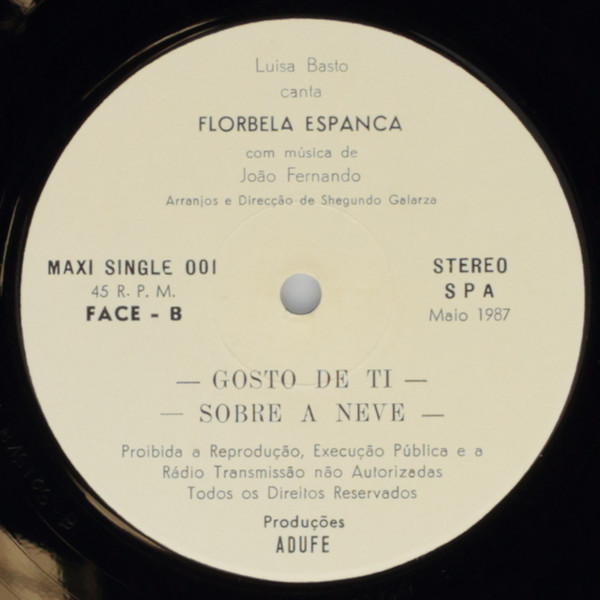 Luisa Basto
canta
FLORBELA ESPANCA
com música de
João Fernando
Arranjos e Direcção de Shegundo Galarza
MAXI SINGLE 001
45 R. P. M.
FACE - B
STEREO
S P A
Maio 1987
— GOSTO DE TI —
— SOBRE A NEVE —
Proibida a Reprodução, Execução Pública e a
Rádio Transmissão não Autorizadas
Todos os Direitos Reservados
Produções
ADUFE